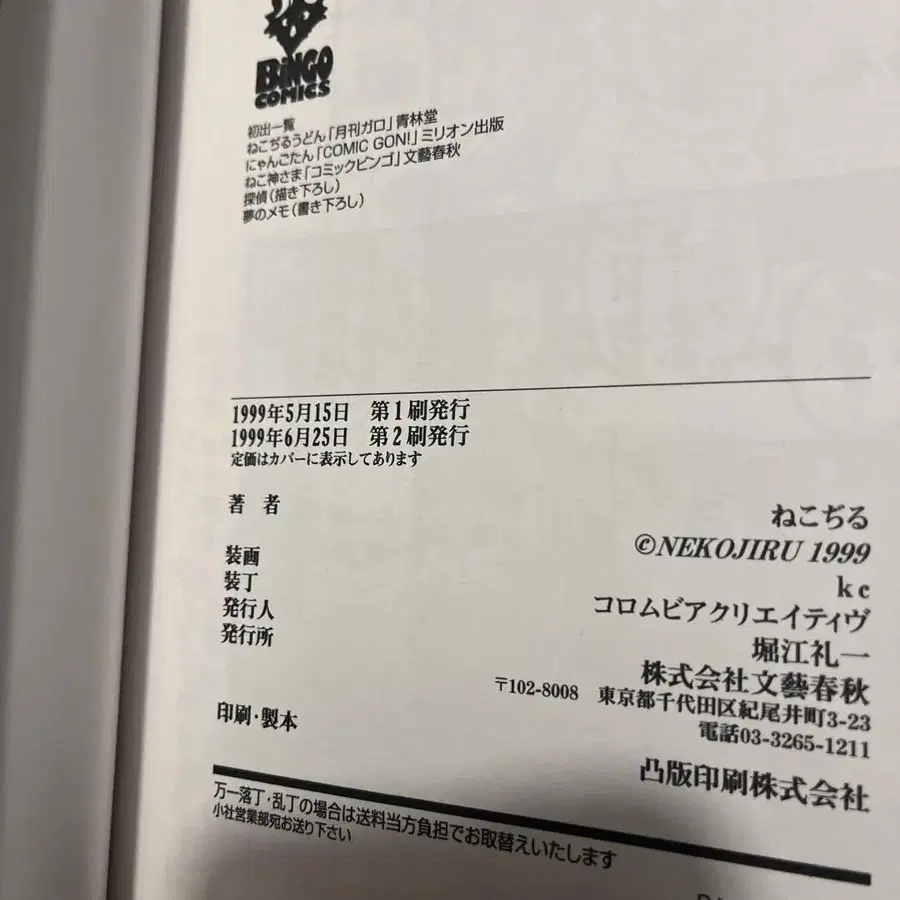 BINGO
COMICS
初出一覧
ねこぢるうどん「月刊ガロ」青林堂
にゃんごたん「COMIC GON!」ミリオン出版
ねこ神さま「コミックビンゴ」文藝春秋
探偵(描き下ろし)
夢のメモ(書き下ろし)
1999年5月15日 第1刷発行
1999年6月25日 第2刷発行
定価はカバーに表示してあります
著者 ねこぢる
©NEKOJIRU 1999
装画 kc
装丁 コロムビアクリエイティヴ
発行人 堀江礼一
発行所 株式会社文藝春秋
〒102-8008 東京都千代田区紀尾井町3-23
電話03-3265-1211
印刷・製本 凸版印刷株式会社
万一落丁・乱丁の場合は送料当方負担でお取替えいたします
小社営業部宛お送り下さい